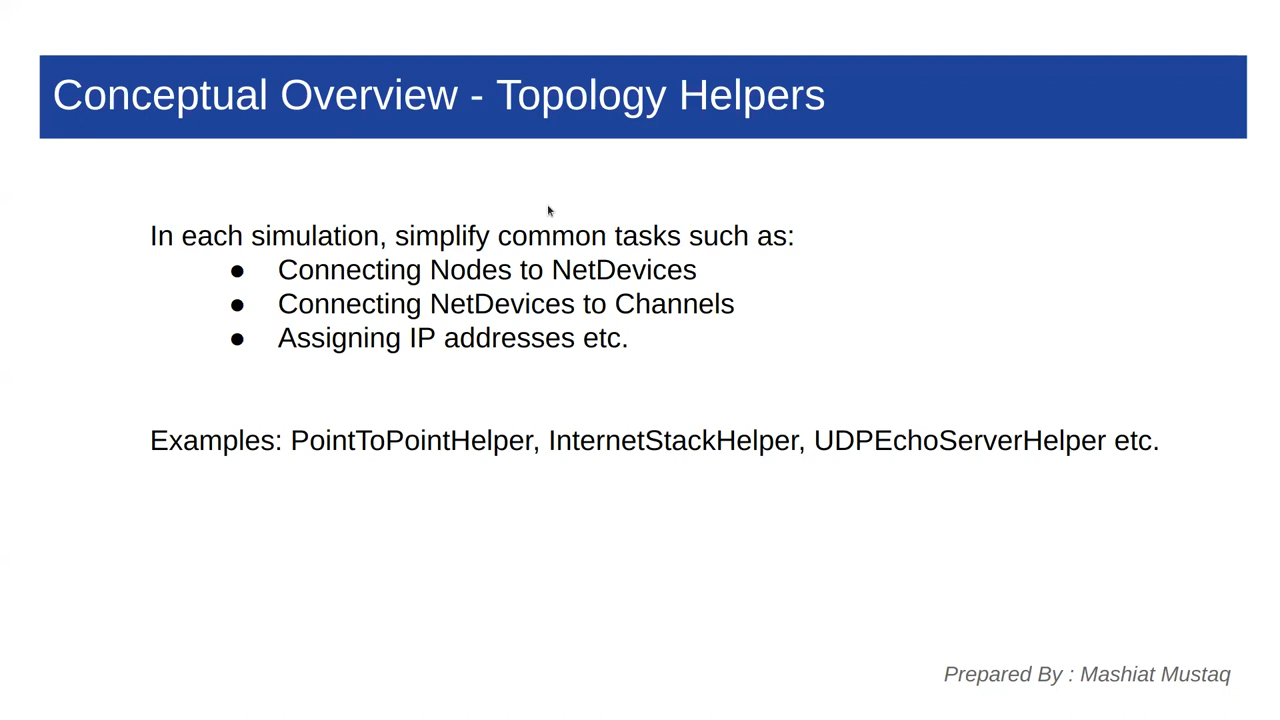 Conceptual Overview - Topology Helpers
In each simulation, simplify common tasks such as:
● Connecting Nodes to NetDevices
● Connecting NetDevices to Channels
● Assigning IP addresses etc.
Examples: PointToPointHelper, InternetStackHelper, UDPEchoServerHelper etc.
Prepared By : Mashiat Mustaq